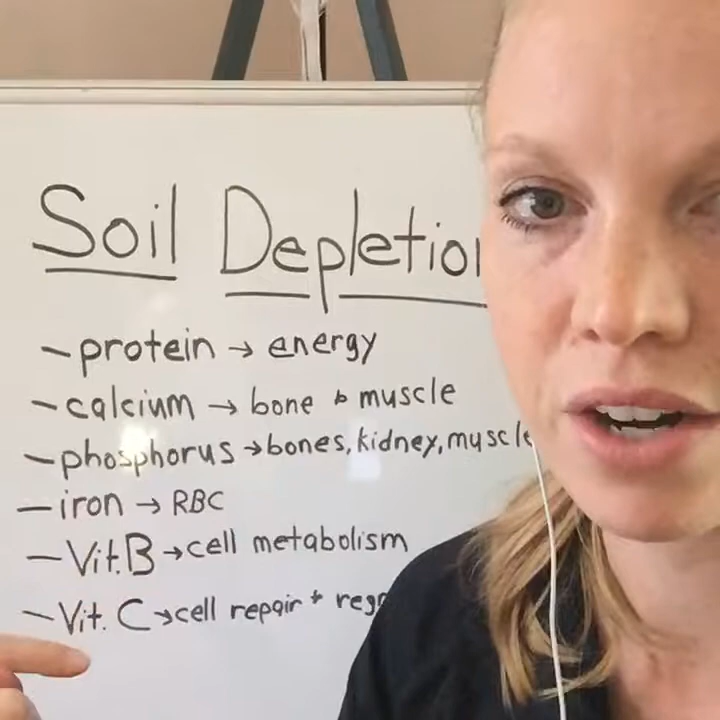 Soil Depletion
- protein → energy
- calcium → bone & muscle
- phosphorus → bones, kidney, muscle
- iron → RBC
- Vit. B → cell metabolism
- Vit. C → cell repair +